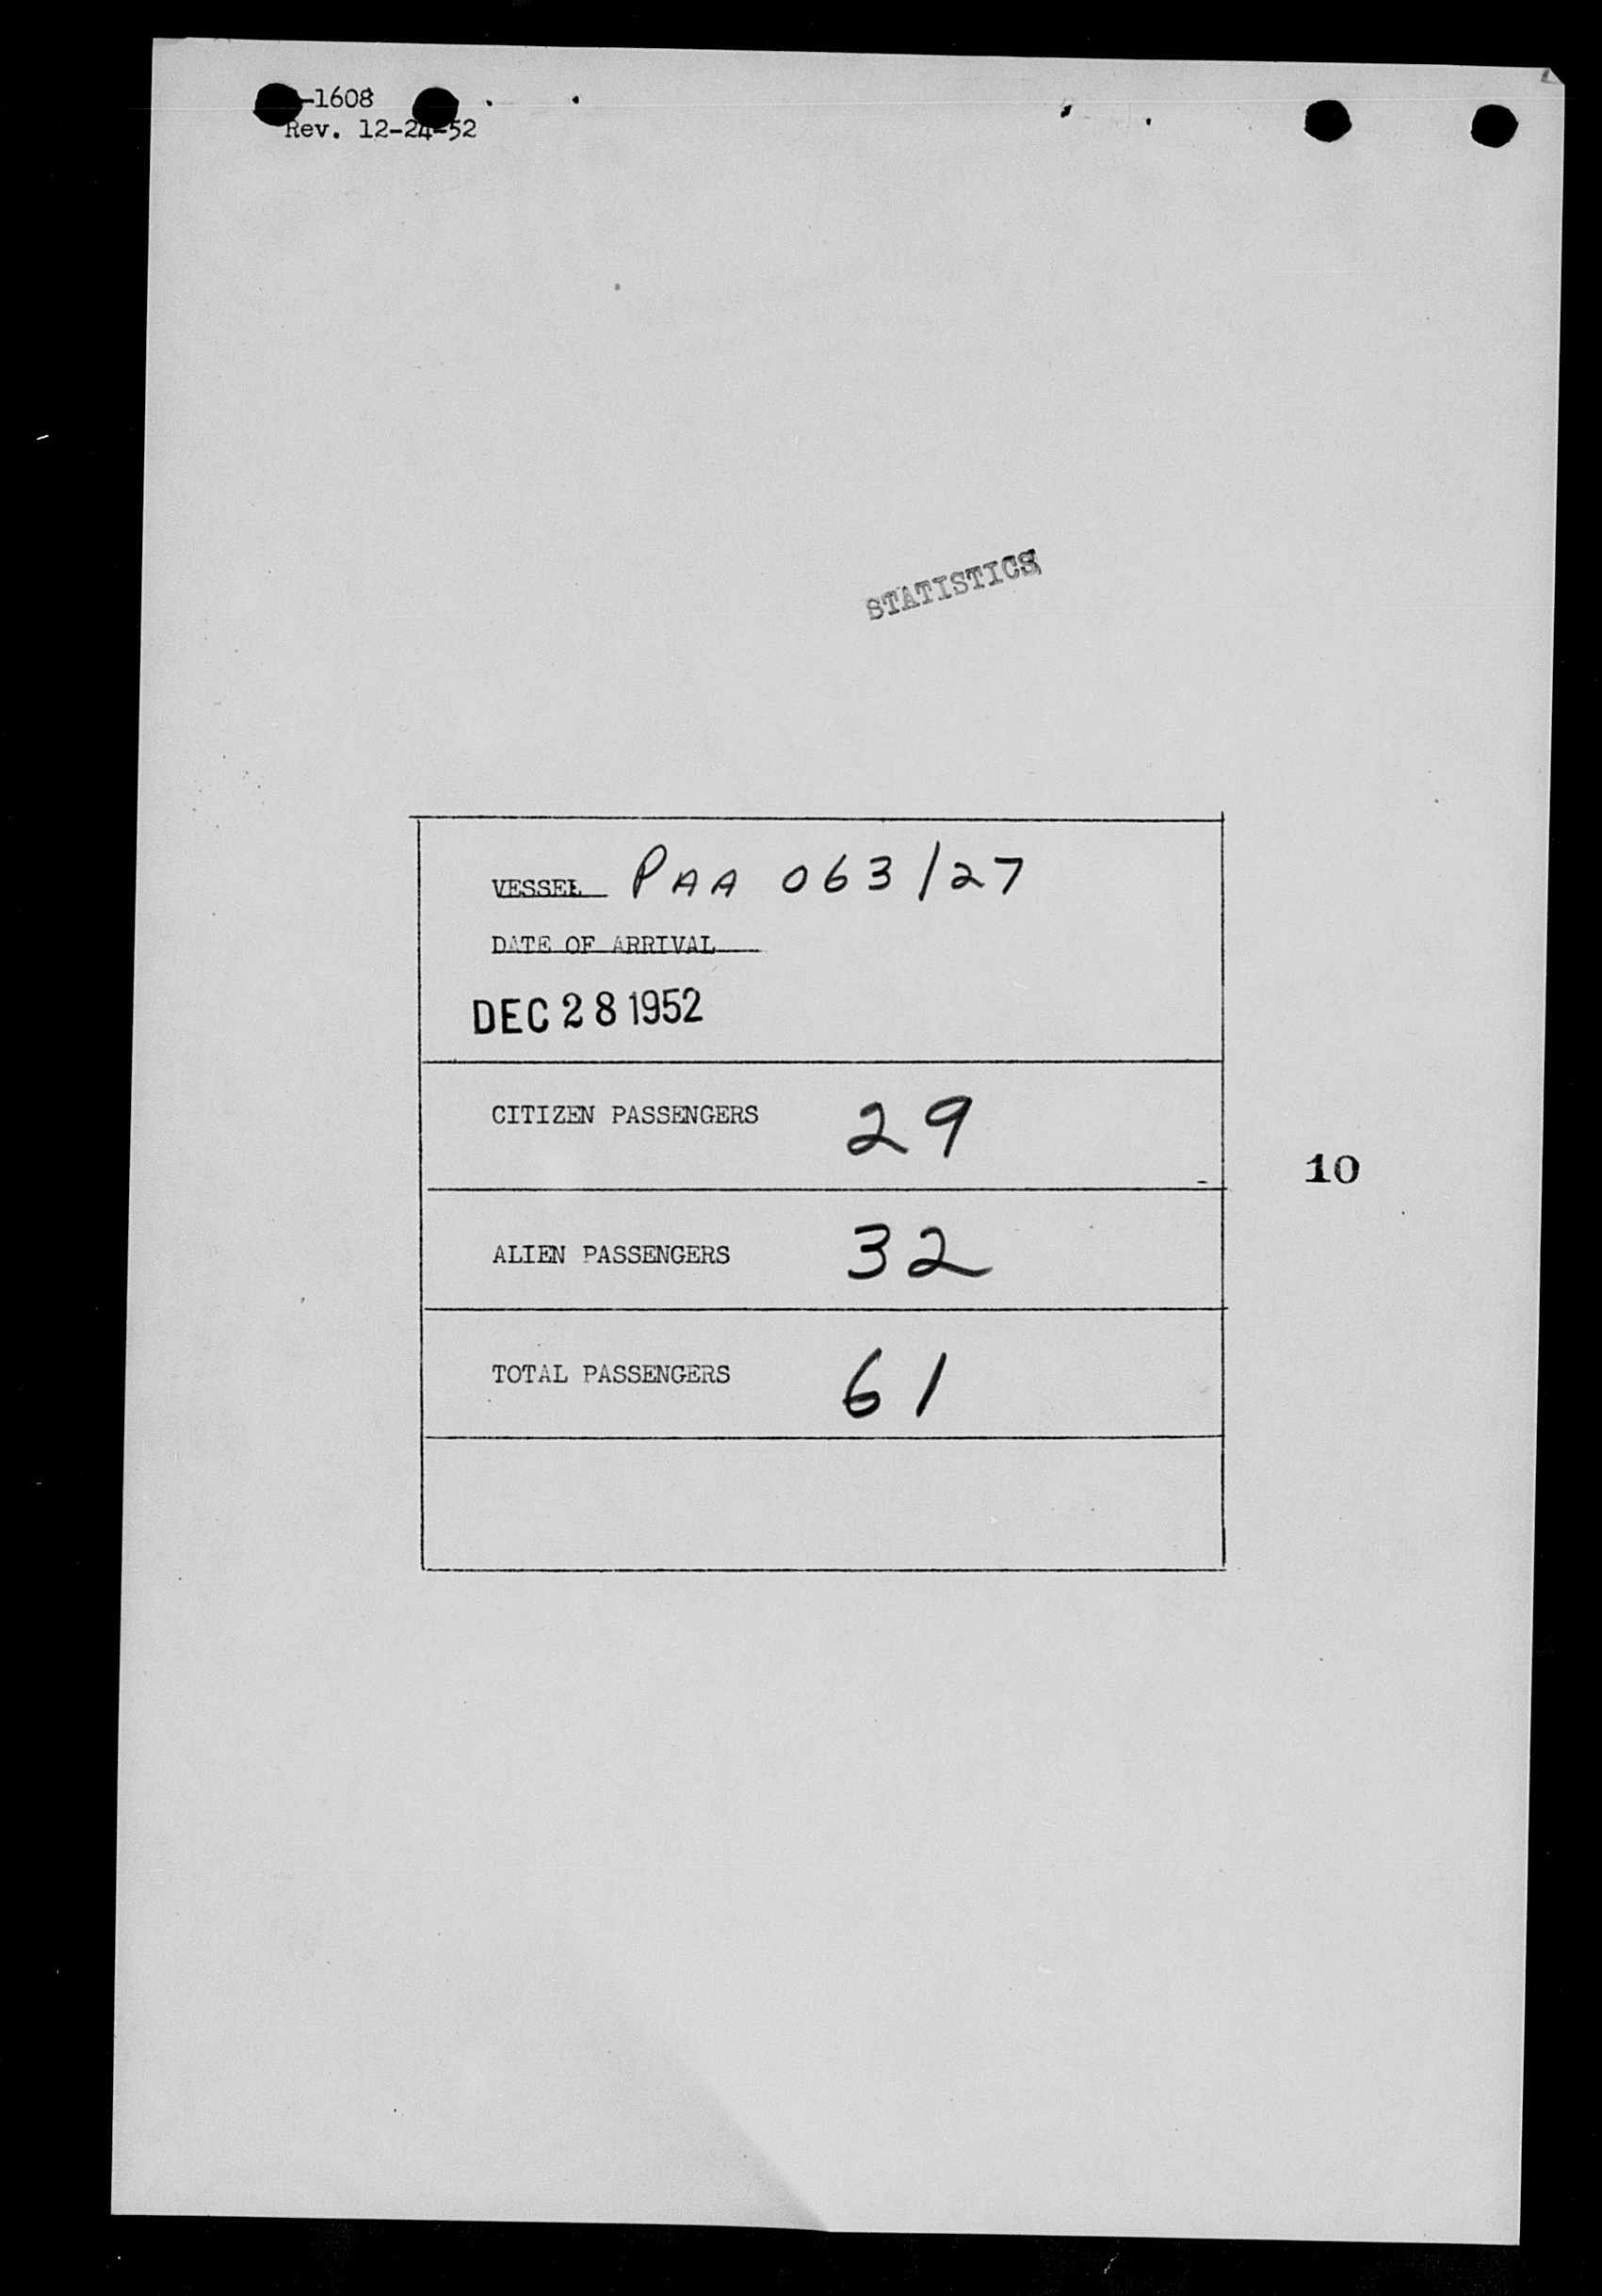 -1608
Rev. 12-24-52
STATISTICS
VESSEL PAA 063/27
DATE OF ARRIVAL
DEC 28 1952
CITIZEN PASSENGERS 29
10
ALIEN PASSENGERS 32
TOTAL PASSENGERS 61